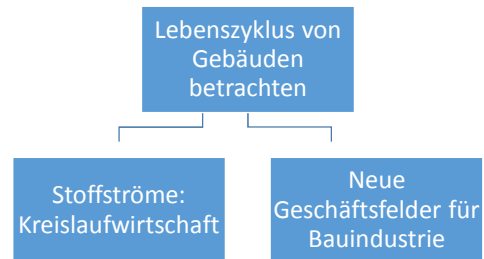 Lebenszyklus von
Gebäuden
betrachten
Stoffströme:
Kreislaufwirtschaft
Neue
Geschäftsfelder für
Bauindustrie